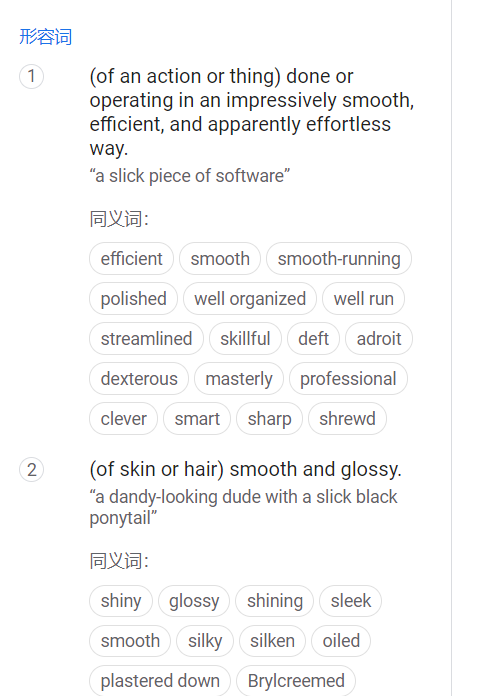 形容词
1
(of an action or thing) done or
operating in an impressively smooth,
efficient, and apparently effortless
way.
“a slick piece of software”
同义词：
efficient smooth smooth-running
polished well organized well run
streamlined skillful deft adroit
dexterous masterly professional
clever smart sharp shrewd
2
(of skin or hair) smooth and glossy.
“a dandy-looking dude with a slick black
ponytail”
同义词：
shiny glossy shining sleek
smooth silky silken oiled
plastered down Brylcreemed